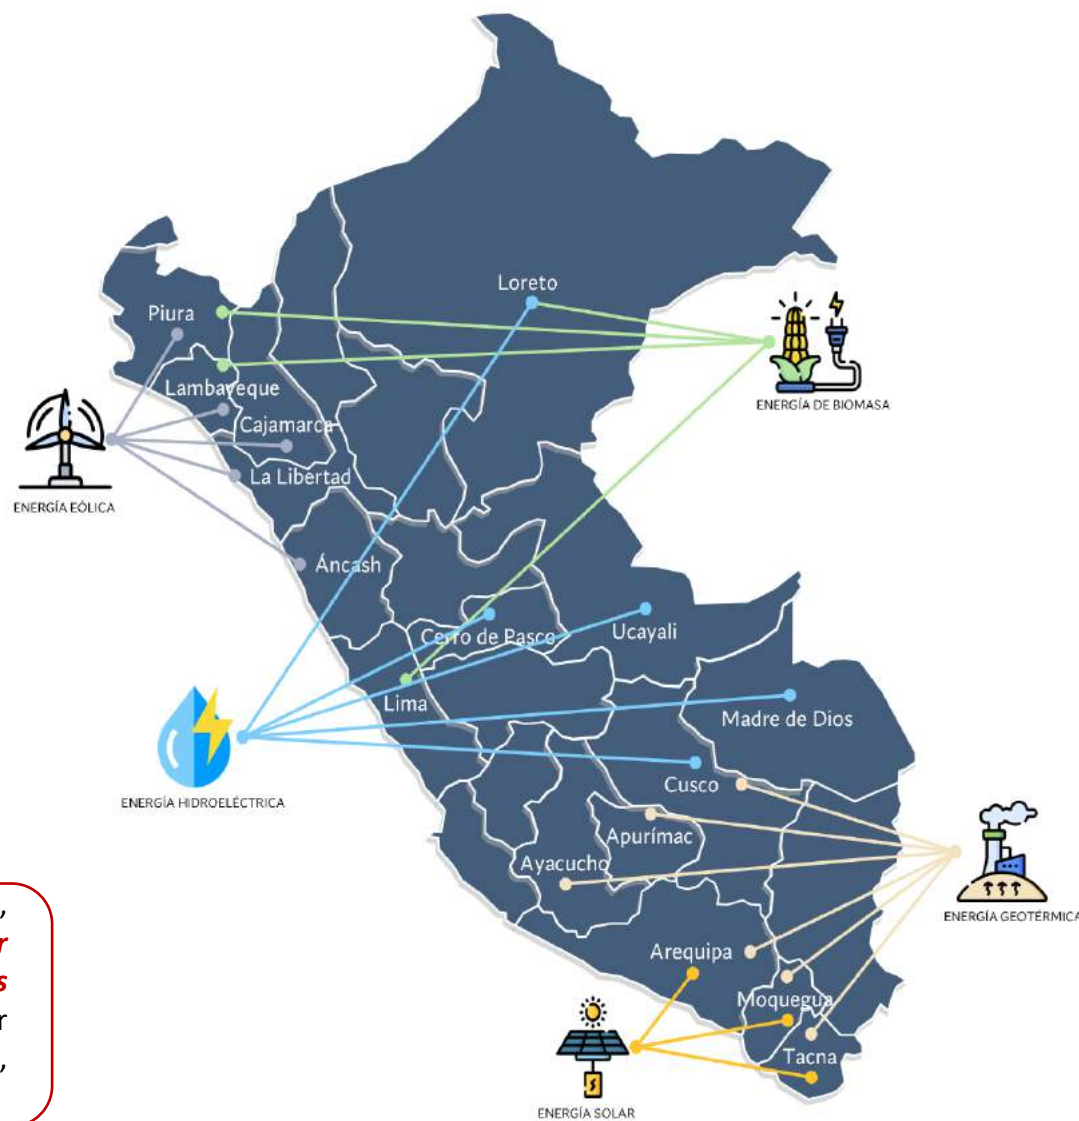 Loreto
Piura
Lambayeque
ENERGÍA DE BIOMASA
Cajamarca
La Libertad
ENERGÍA EÓLICA
Áncash
Cerro de Pasco
Ucayali
Lima
Madre de Dios
Cusco
ENERGÍA HIDROELÉCTRICA
Apurímac
Ayacucho
,
r
ENERGÍA GEOTÉRMICA
Arequipa
s
Moquegua
r
Tacna
,
ENERGÍA SOLAR